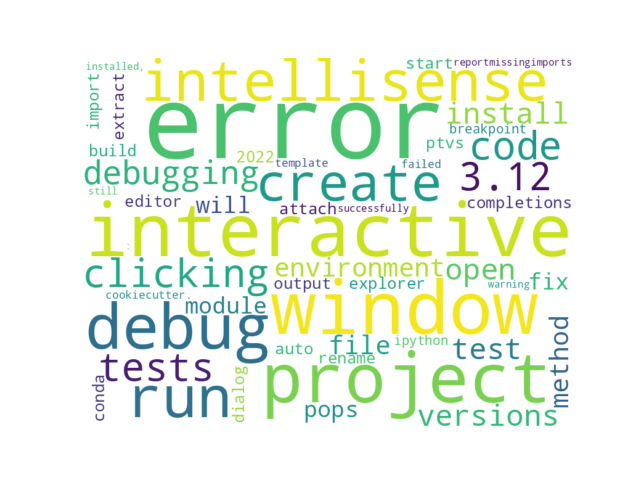 installed, intellisense start reportmissingimports
import extract error install
breakpoint
build 2022 ptvs code
debugging template create failed 3.12
still editor will attach successfully completions
interactive
:
clicking environment open
output explorer warning fix
cookiecutter. module window
debug file ipython test method
tests auto rename
conda run dialog pops project versions